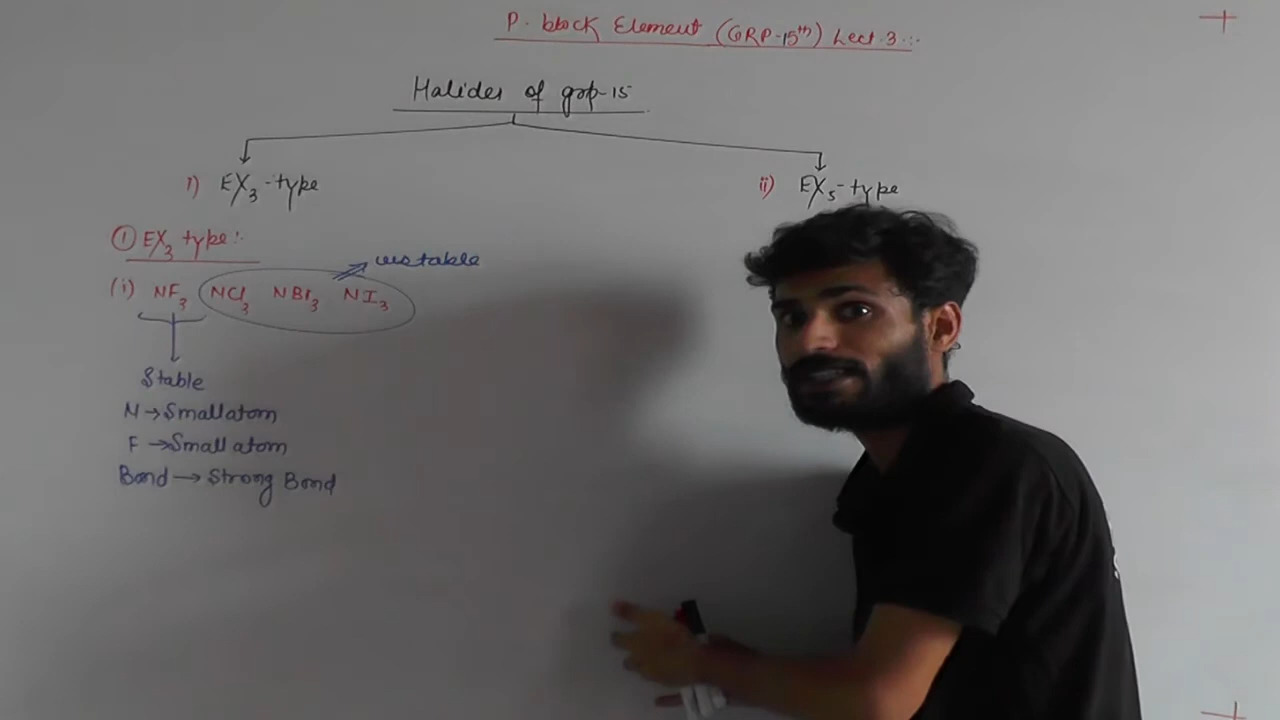 P. block Element (GRP-15th) Lect.3:-
Halides of grp-15
i) EX3-type
ii) EX5-type
① EX3 type:-
unstable
(i) NF3 NCl3 NBr3 NI3
Stable
N → Small atom
F → Small atom
Bond → Strong Bond